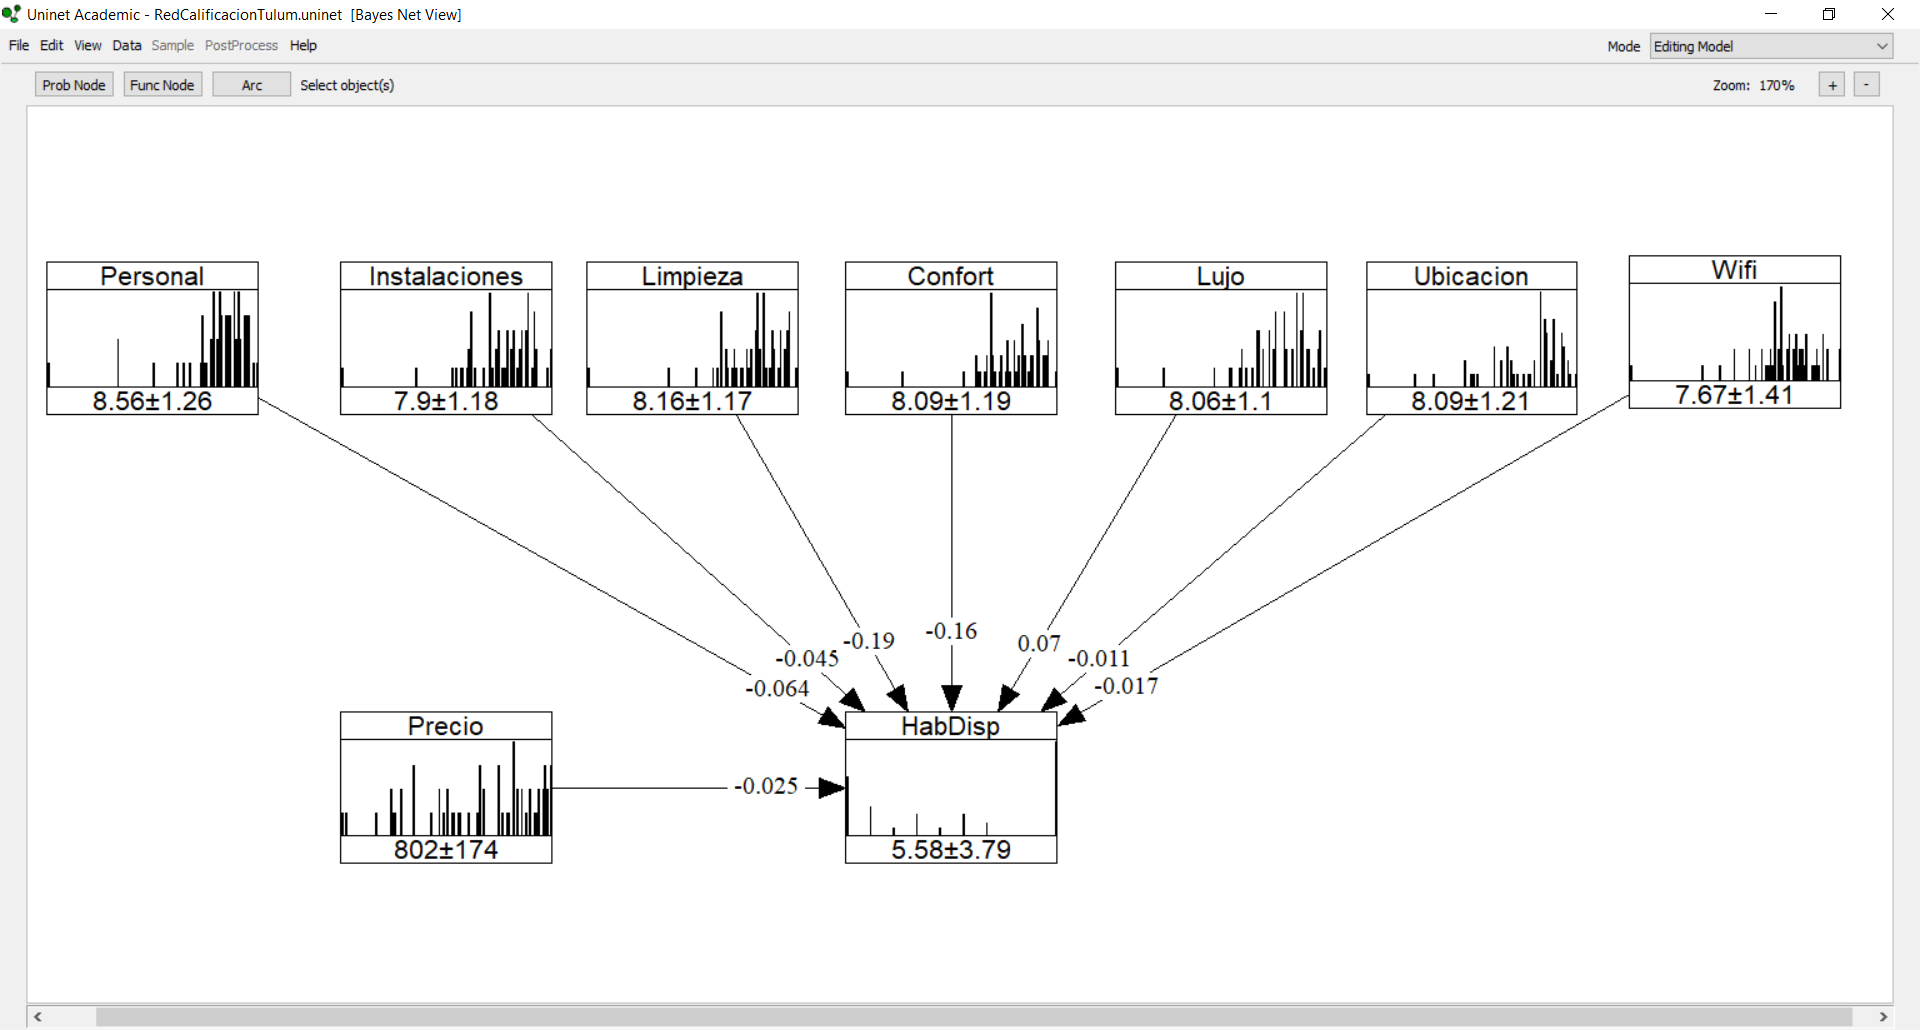 Uninet Academic - RedCalificacionTulum.uninet [Bayes Net View]
File Edit View Data Sample PostProcess Help
Mode Editing Model
Prob Node Func Node Arc Select object(s)
Zoom: 170% + -
Personal
8.56±1.26
Instalaciones
7.9±1.18
Limpieza
8.16±1.17
Confort
8.09±1.19
Lujo
8.06±1.1
Ubicacion
8.09±1.21
Wifi
7.67±1.41
-0.064
-0.045
-0.19
-0.16
0.07
-0.011
-0.017
Precio
802±174
-0.025
HabDisp
5.58±3.79